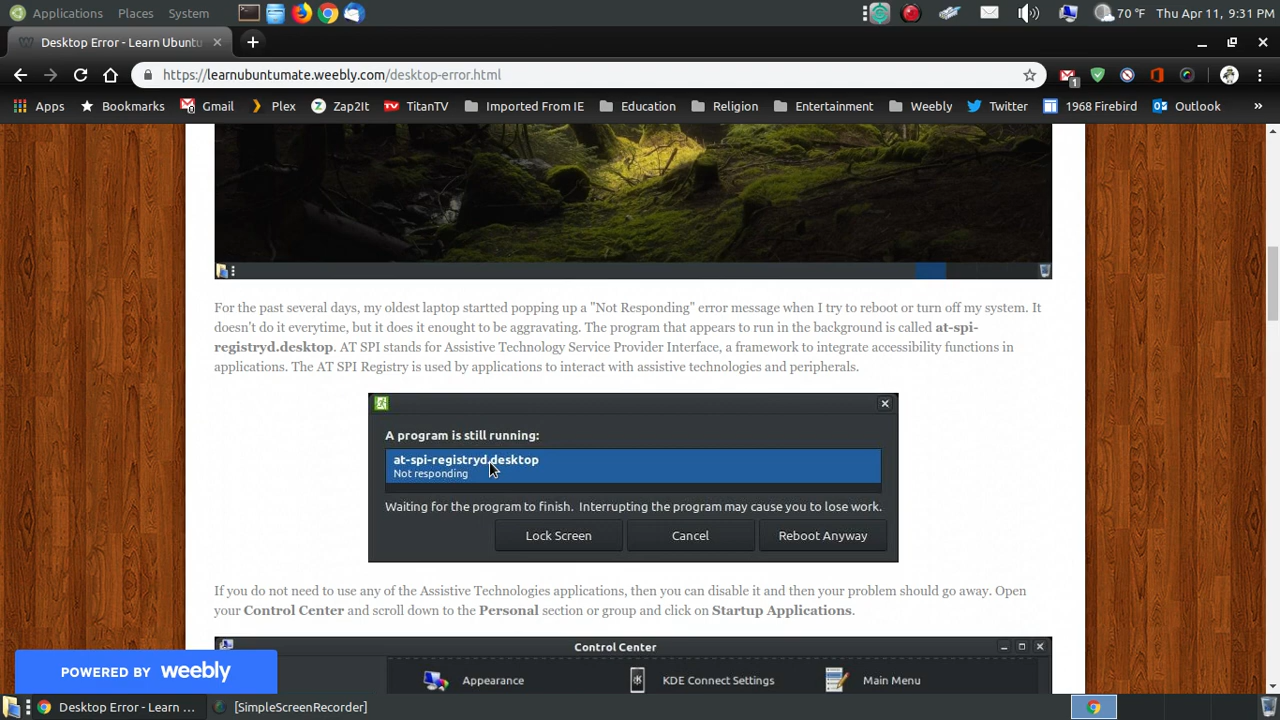 Applications Places System 70 °F Thu Apr 11, 9:31 PM
Desktop Error - Learn Ubuntu
https://learnubuntumate.weebly.com/desktop-error.html 1
Apps Bookmarks Gmail Plex Zap2It TitanTV Imported From IE Education Religion Entertainment Weebly Twitter 1968 Firebird Outlook »
For the past several days, my oldest laptop startted popping up a "Not Responding" error message when I try to reboot or turn off my system. It
doesn't do it everytime, but it does it enought to be aggravating. The program that appears to run in the background is called at-spi-
registryd.desktop. AT SPI stands for Assistive Technology Service Provider Interface, a framework to integrate accessibility functions in
applications. The AT SPI Registry is used by applications to interact with assistive technologies and peripherals.
A program is still running:
at-spi-registryd.desktop
Not responding
Waiting for the program to finish. Interrupting the program may cause you to lose work.
Lock Screen Cancel Reboot Anyway
If you do not need to use any of the Assistive Technologies applications, then you can disable it and then your problem should go away. Open
your Control Center and scroll down to the Personal section or group and click on Startup Applications.
Control Center
POWERED BY weebly
Appearance KDE Connect Settings Main Menu
Desktop Error - Learn ... [SimpleScreenRecorder]